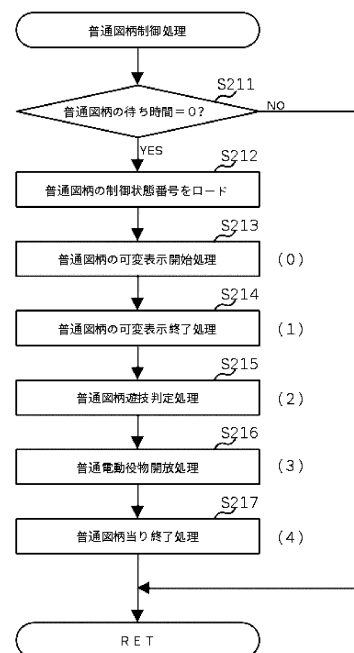 普通図柄制御処理
S211
普通図柄の待ち時間=0?
NO
YES
S212
普通図柄の制御状態番号をロード
S213
普通図柄の可変表示開始処理 (0)
S214
普通図柄の可変表示終了処理 (1)
S215
普通図柄遊技判定処理 (2)
S216
普通電動役物開放処理 (3)
S217
普通図柄当り終了処理 (4)
RET